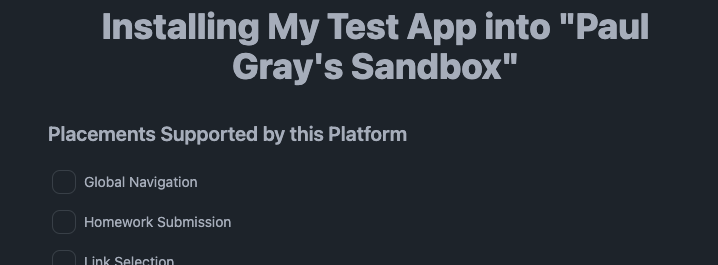 Installing My Test App into "Paul
Gray's Sandbox"
Placements Supported by this Platform
Global Navigation
Homework Submission
Link Selection